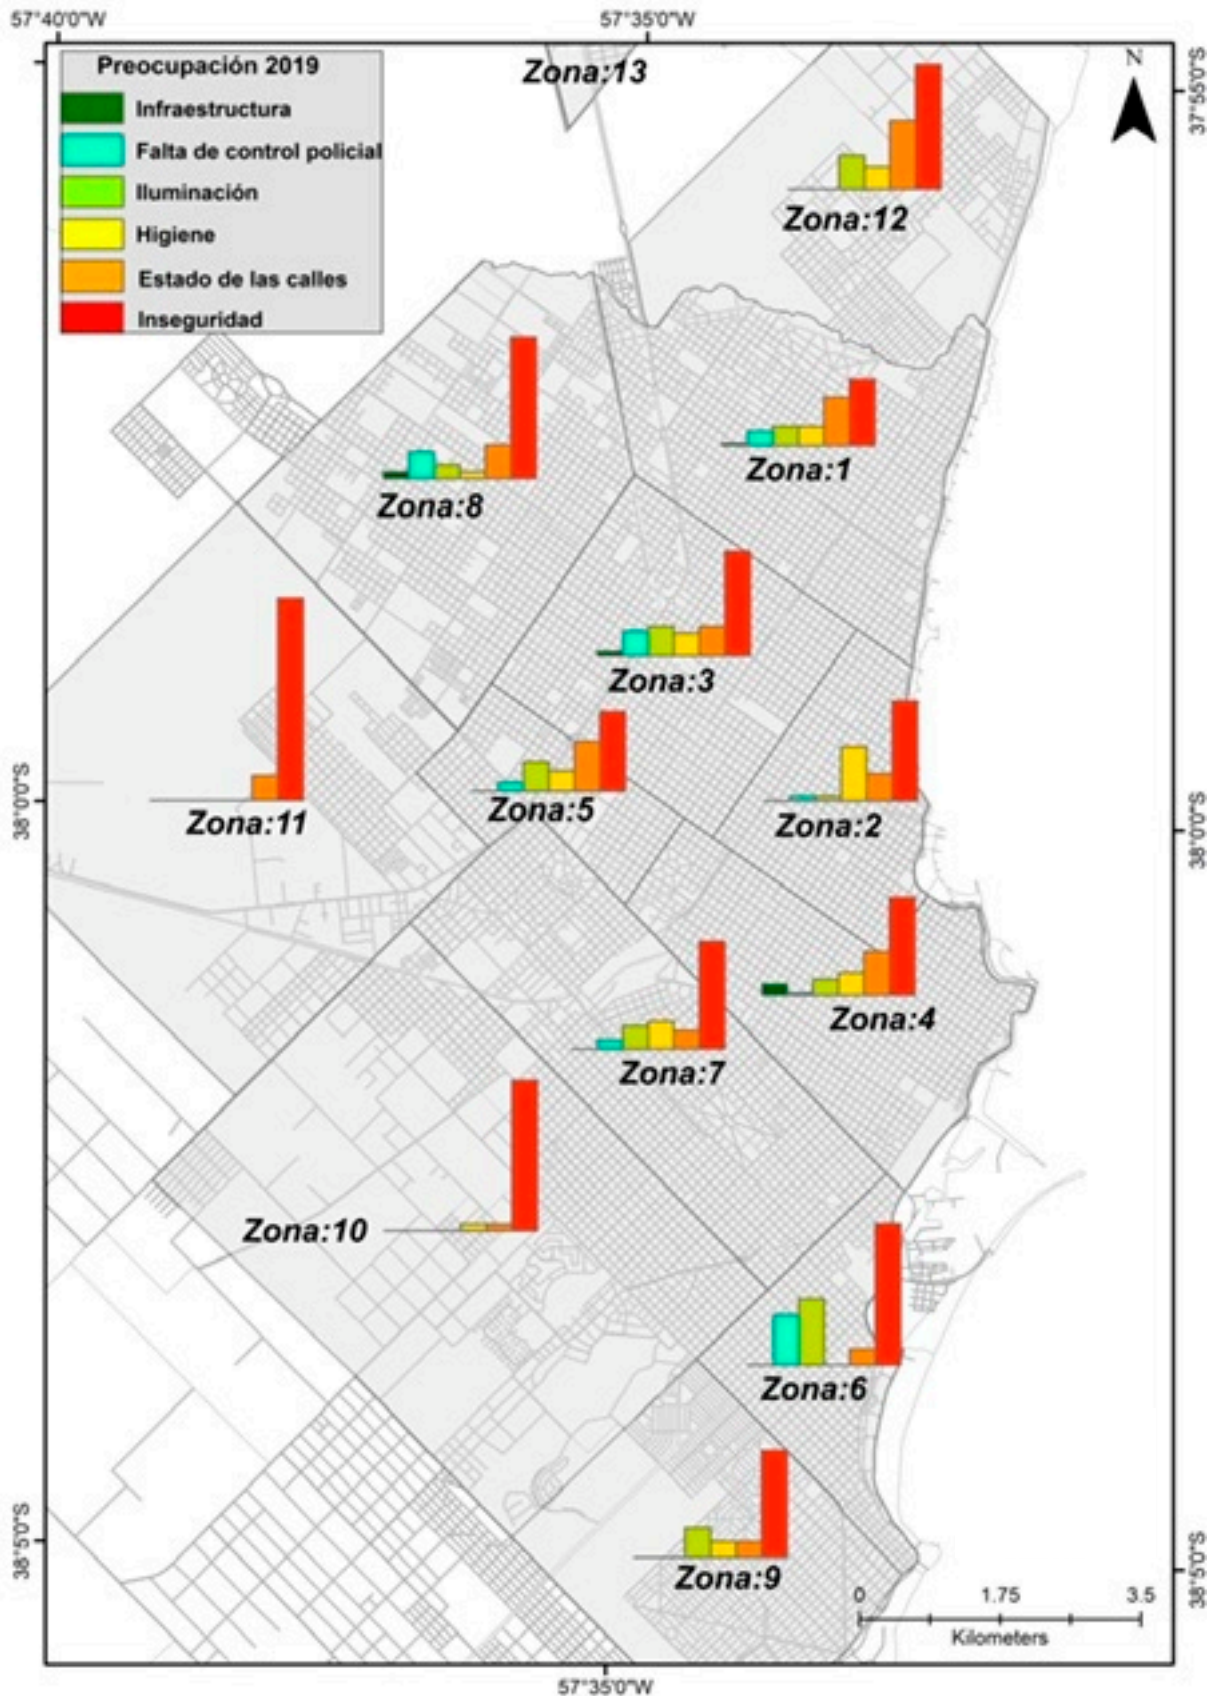 57°40'0"W 57°35'0"W
Preocupación 2019
Infraestructura
Falta de control policial
Iluminación
Higiene
Estado de las calles
Inseguridad
Zona:13
N
37°55'0"S
Zona:12
Zona:8
Zona:1
Zona:3
Zona:11
Zona:5
Zona:2
38°0'0"S
38°0'0"S
Zona:4
Zona:7
Zona:10
Zona:6
Zona:9
38°5'0"S
38°5'0"S
0 1.75 3.5
Kilometers
57°35'0"W